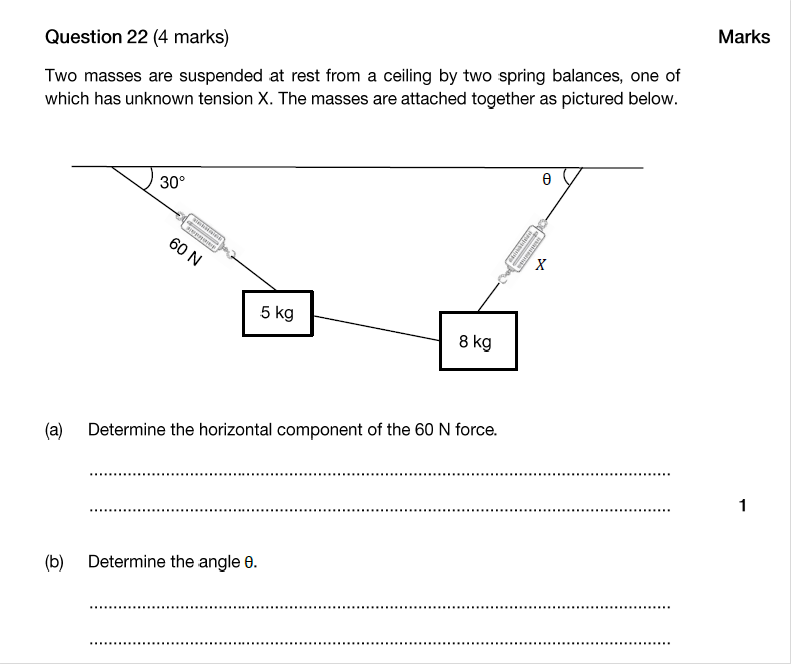 Question 22 (4 marks) Marks
Two masses are suspended at rest from a ceiling by two spring balances, one of
which has unknown tension X. The masses are attached together as pictured below.
30°
θ
60 N
X
5 kg
8 kg
(a) Determine the horizontal component of the 60 N force.
1
(b) Determine the angle θ.